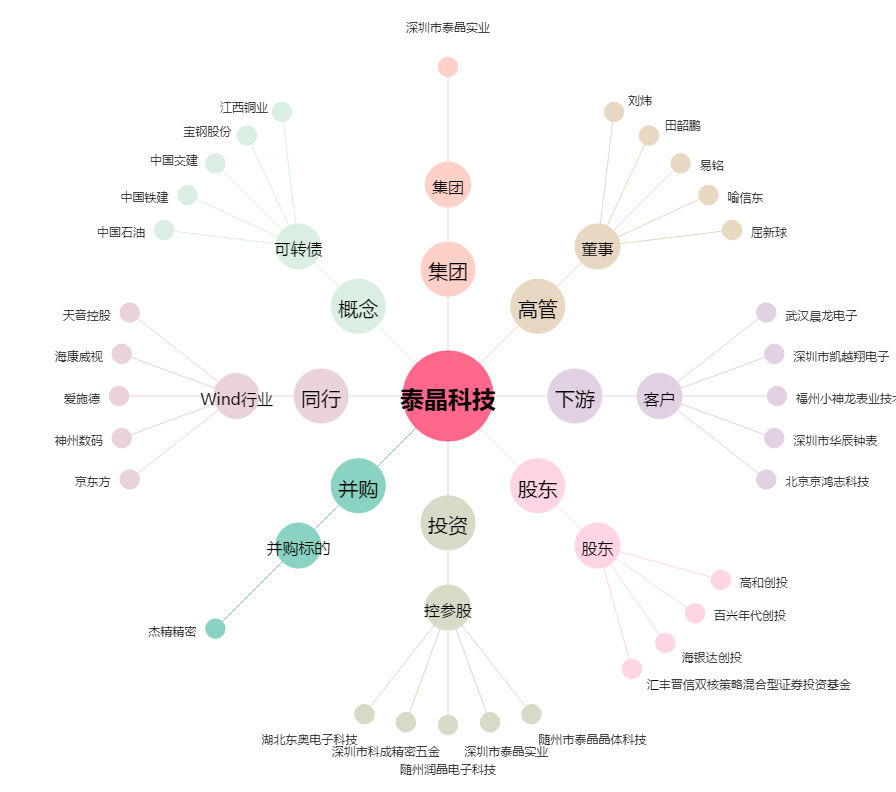 深圳市泰晶实业
集团
集团
江西铜业
宝钢股份
中国交建
中国铁建
中国石油
可转债
概念
刘炜
田韶鹏
易铭
喻信东
屈新球
董事
高管
天音控股
海康威视
爱施德
神州数码
京东方
Wind行业
同行
泰晶科技
下游
客户
武汉晨龙电子
深圳市凯越翔电子
福州小神龙表业技
深圳市华辰钟表
北京京鸿志科技
并购
并购标的
杰精精密
投资
控参股
湖北东奥电子科技
深圳市科成精密五金
随州润晶电子科技
深圳市泰晶实业
随州市泰晶晶体科技
股东
股东
高和创投
百兴年代创投
海银达创投
汇丰晋信双核策略混合型证券投资基金